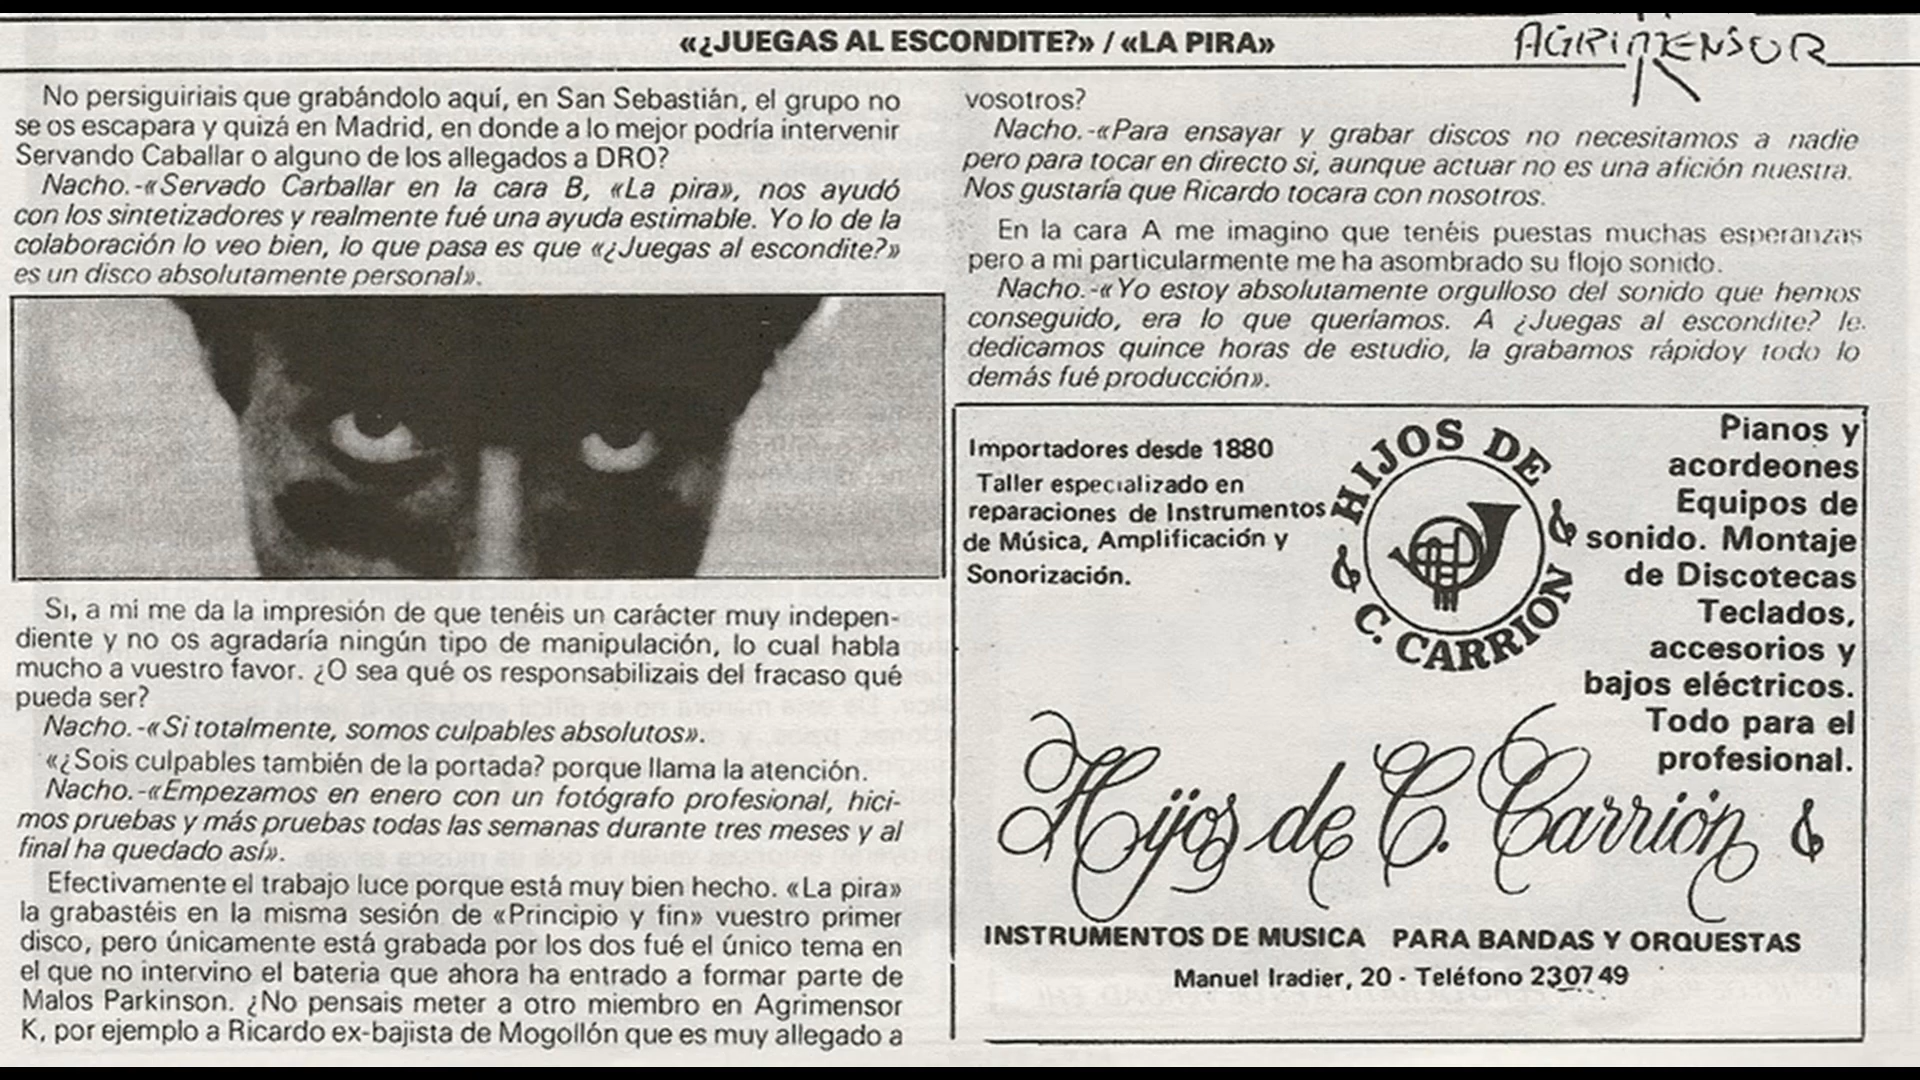 «¿JUEGAS AL ESCONDITE?» / «LA PIRA»
AGRIMENSOR
K
No persiguiriais que grabándolo aquí, en San Sebastián, el grupo no
se os escapara y quizá en Madrid, en donde a lo mejor podría intervenir
Servando Caballar o alguno de los allegados a DRO?
Nacho.-«Servado Carballar en la cara B, «La pira», nos ayudó
con los sintetizadores y realmente fué una ayuda estimable. Yo lo de la
colaboración lo veo bien, lo que pasa es que «¿Juegas al escondite?»
es un disco absolutamente personal».
Si, a mi me da la impresión de que tenéis un carácter muy indepen-
diente y no os agradaría ningún tipo de manipulación, lo cual habla
mucho a vuestro favor. ¿O sea qué os responsabilizais del fracaso qué
pueda ser?
Nacho.-«Si totalmente, somos culpables absolutos».
«¿Sois culpables también de la portada? porque llama la atención.
Nacho.-«Empezamos en enero con un fotógrafo profesional, hici-
mos pruebas y más pruebas todas las semanas durante tres meses y al
final ha quedado así».
Efectivamente el trabajo luce porque está muy bien hecho. «La pira»
la grabastéis en la misma sesión de «Principio y fin» vuestro primer
disco, pero únicamente está grabada por los dos fué el único tema en
el que no intervino el bateria que ahora ha entrado a formar parte de
Malos Parkinson. ¿No pensais meter a otro miembro en Agrimensor
K, por ejemplo a Ricardo ex-bajista de Mogollón que es muy allegado a
vosotros?
Nacho.-«Para ensayar y grabar discos no necesitamos a nadie
pero para tocar en directo si, aunque actuar no es una afición nuestra.
Nos gustaría que Ricardo tocara con nosotros.
En la cara A me imagino que tenéis puestas muchas esperanzas
pero a mi particularmente me ha asombrado su flojo sonido.
Nacho.-«Yo estoy absolutamente orgulloso del sonido que hemos
conseguido, era lo que queríamos. A ¿Juegas al escondite? le
dedicamos quince horas de estudio, la grabamos rápidoy todo lo
demás fué producción».
Importadores desde 1880
Taller especializado en
reparaciones de Instrumentos
de Música, Amplificación y
Sonorización.
HIJOS DE
C. CARRION
Pianos y
acordeones
Equipos de
sonido. Montaje
de Discotecas
Teclados,
accesorios y
bajos eléctricos.
Todo para el
profesional.
Hijos de C. Carrión
INSTRUMENTOS DE MUSICA PARA BANDAS Y ORQUESTAS
Manuel Iradier, 20 - Teléfono 230749